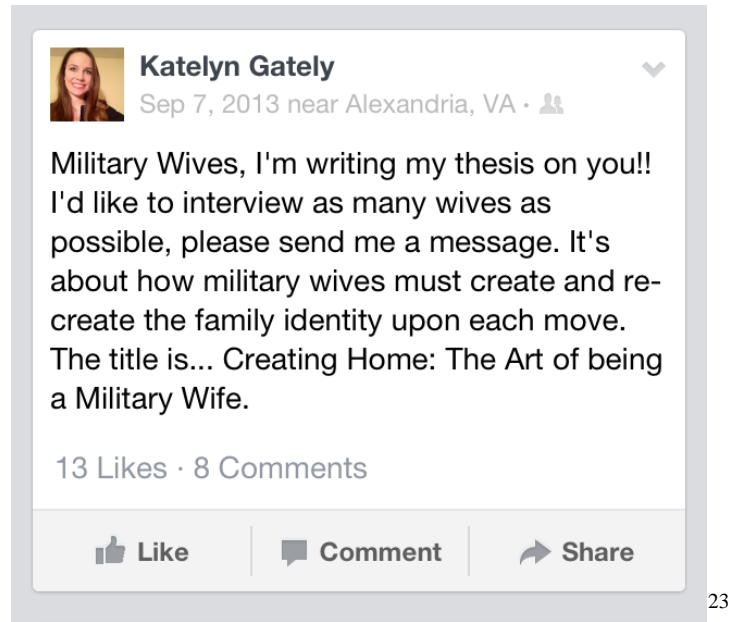 Katelyn Gately
Sep 7, 2013 near Alexandria, VA ·
Military Wives, I'm writing my thesis on you!!
I'd like to interview as many wives as
possible, please send me a message. It's
about how military wives must create and re-
create the family identity upon each move.
The title is... Creating Home: The Art of being
a Military Wife.
13 Likes · 8 Comments
Like Comment Share
23